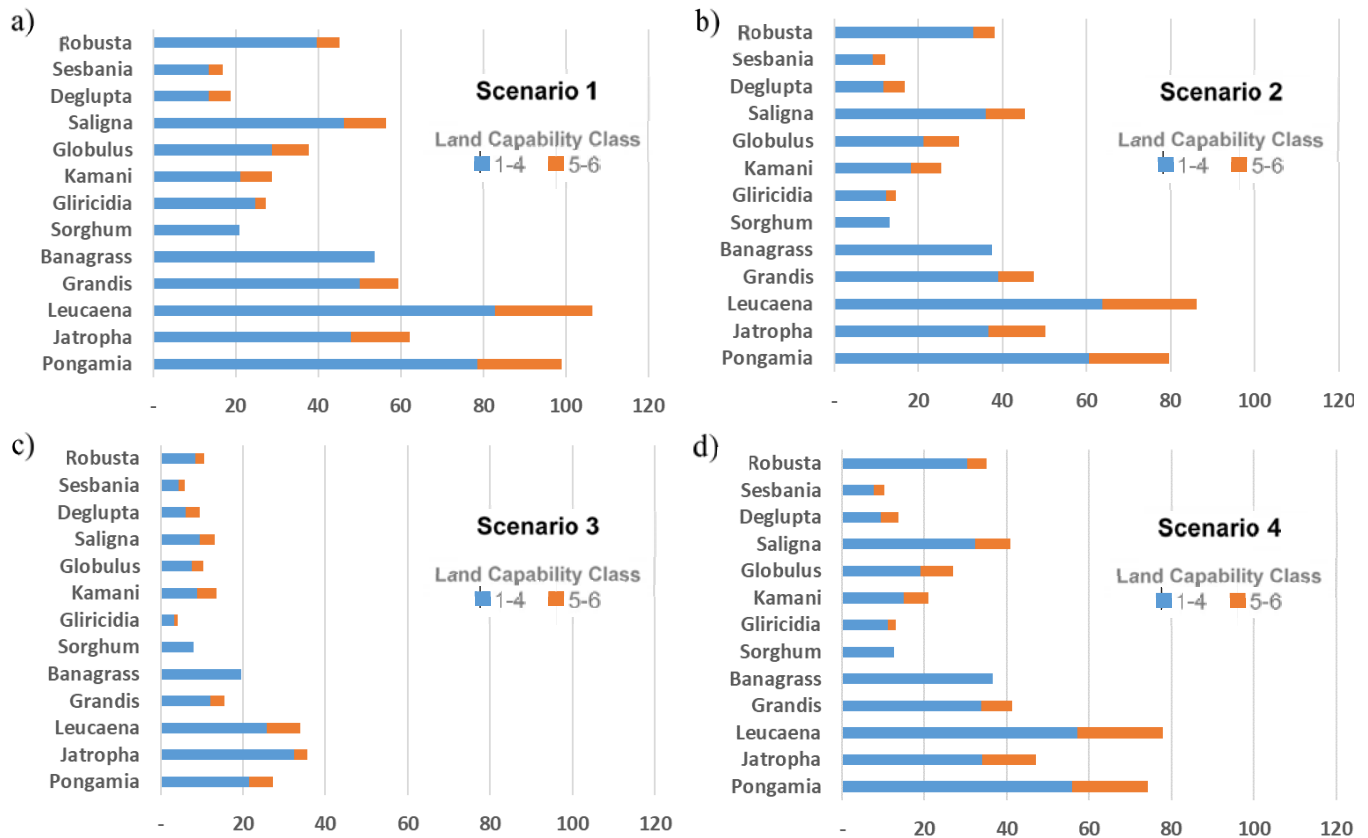 a)
Robusta
Sesbania
Deglupta
Saligna
Globulus
Kamani
Gliricidia
Sorghum
Banagrass
Grandis
Leucaena
Jatropha
Pongamia
Scenario 1
Land Capability Class
1-4 5-6
- 20 40 60 80 100 120
b)
Robusta
Sesbania
Deglupta
Saligna
Globulus
Kamani
Gliricidia
Sorghum
Banagrass
Grandis
Leucaena
Jatropha
Pongamia
Scenario 2
Land Capability Class
1-4 5-6
- 20 40 60 80 100 120
c)
Robusta
Sesbania
Deglupta
Saligna
Globulus
Kamani
Gliricidia
Sorghum
Banagrass
Grandis
Leucaena
Jatropha
Pongamia
Scenario 3
Land Capability Class
1-4 5-6
- 20 40 60 80 100 120
d)
Robusta
Sesbania
Deglupta
Saligna
Globulus
Kamani
Gliricidia
Sorghum
Banagrass
Grandis
Leucaena
Jatropha
Pongamia
Scenario 4
Land Capability Class
1-4 5-6
- 20 40 60 80 100 120